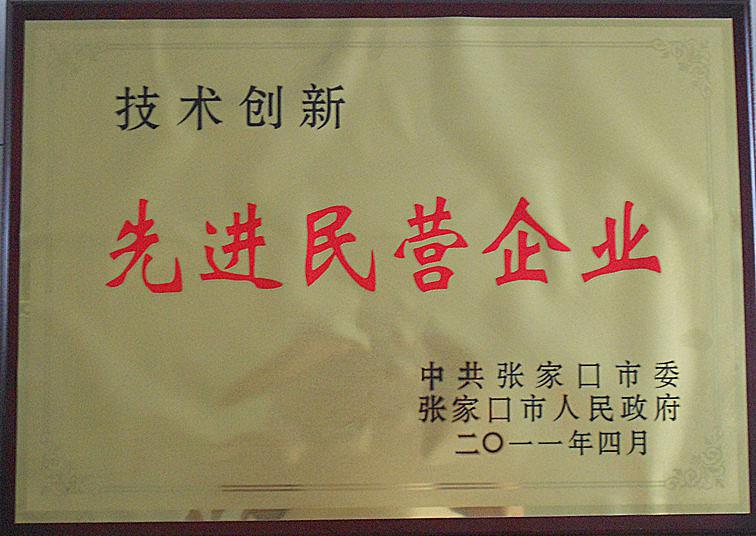 技术创新
先进民营企业
中共张家口市委
张家口市人民政府
二〇一一年四月